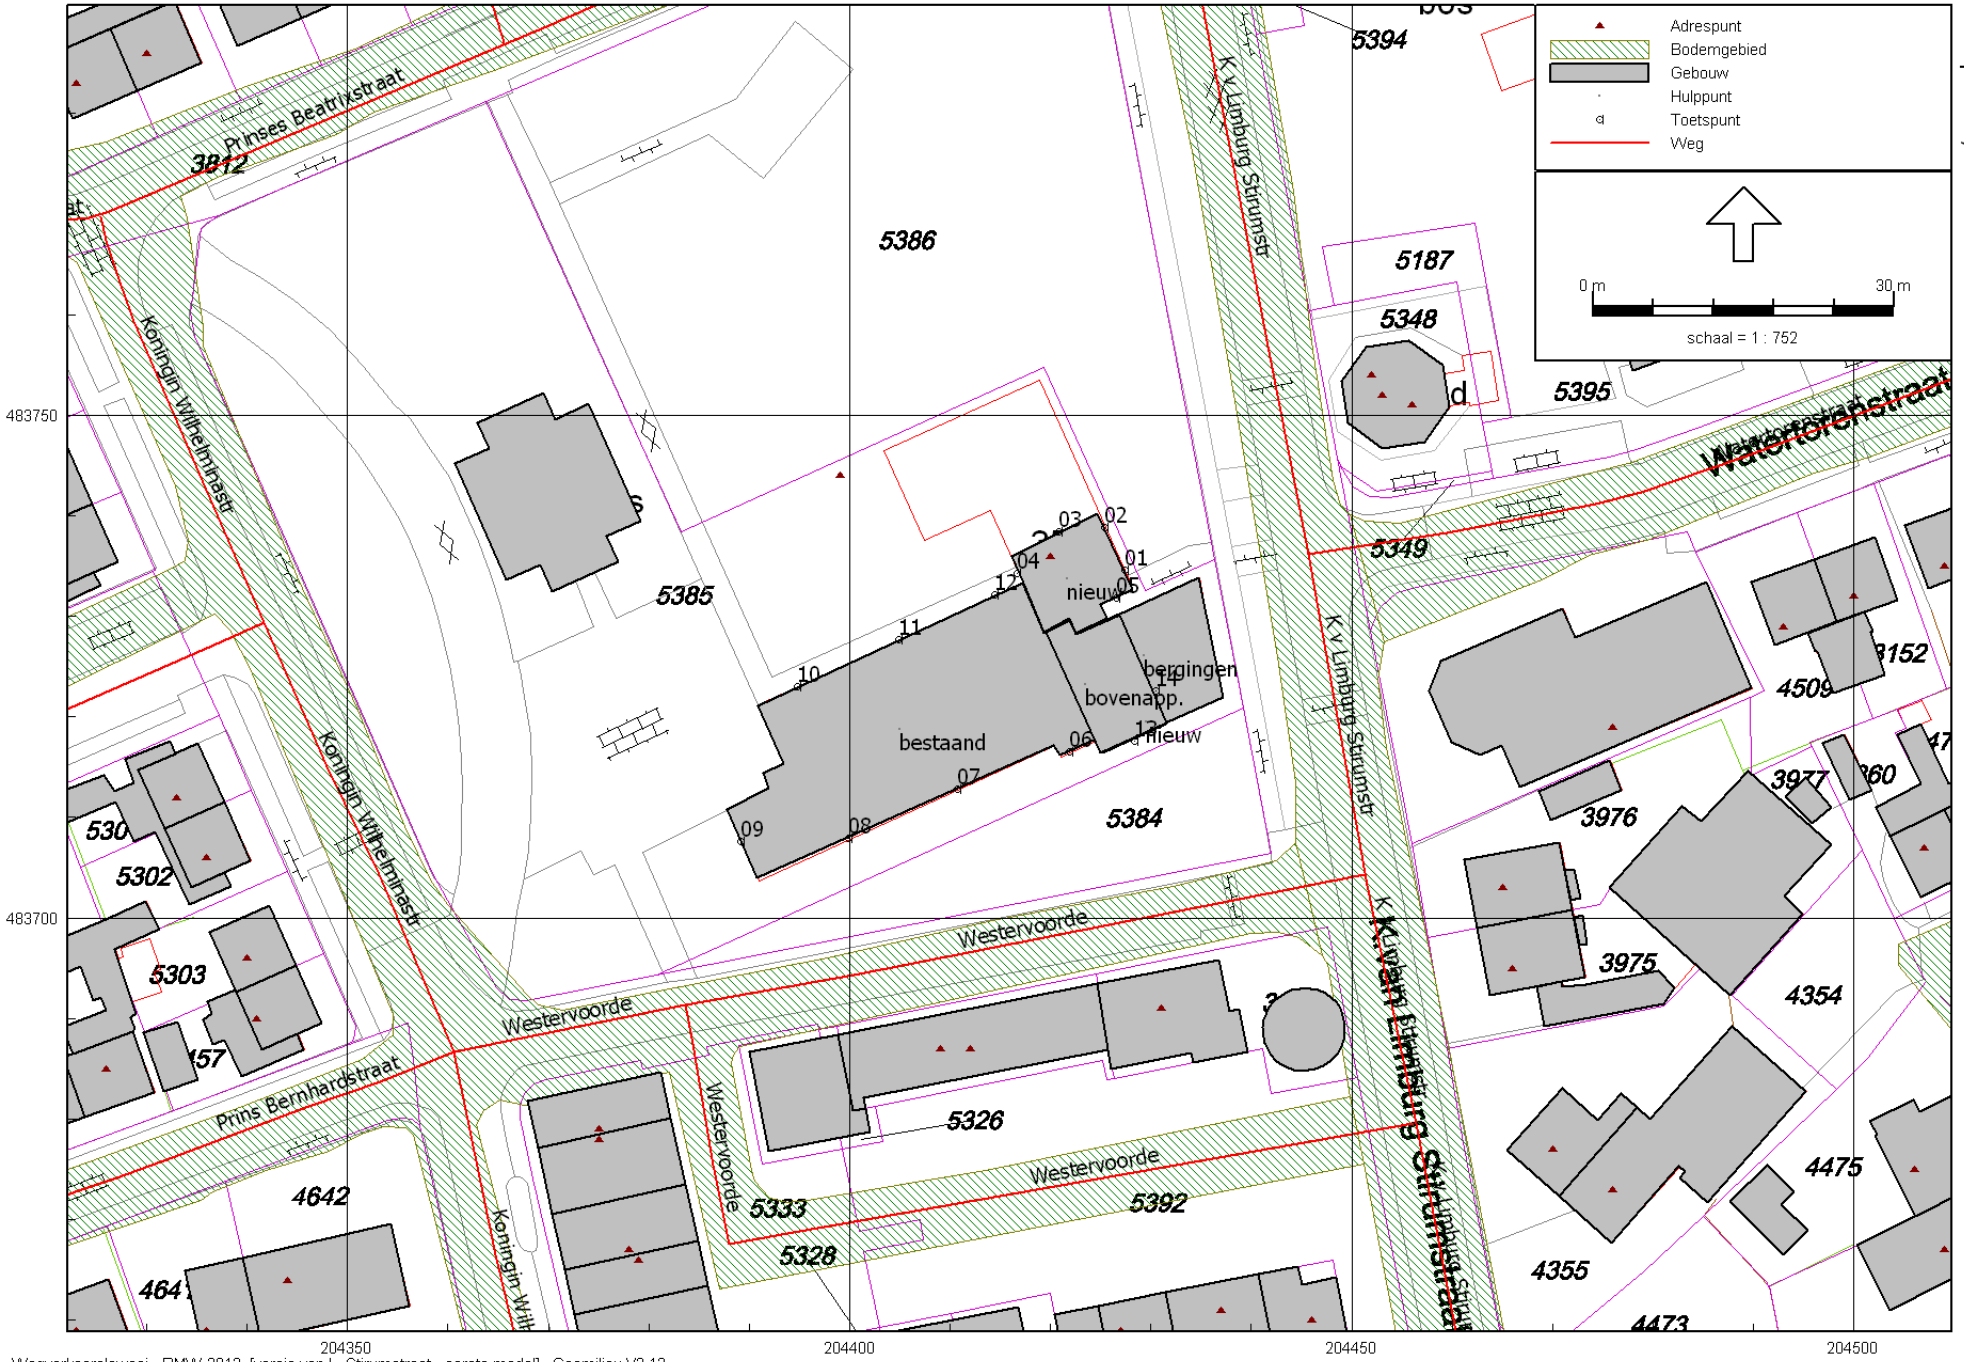 bos
5394
Adrespunt
Bodemgebied
Gebouw
Hulppunt
Toetspunt
Weg
0 m
30 m
schaal = 1 : 752
Prinses Beatrixstraat
3812
K v Limburg Stirumstr
5386
5187
5348
d
5395
Watertorenstraat
483750
Koningin Wilhelminastr
5349
03
02
04
01
12
05
nieuw
5385
11
10
K v Limburg Stirumstr
bergingen
14
bovenapp.
13
nieuw
06
bestaand
07
08
09
5384
3152
4509
3977
3976
Koningin Wilhelminastr
5302
483700
Westervoorde
5303
3975
4354
Westervoorde
K. van Limburg Stirumstraat
Prins Bernhardstraat
Westervoorde
5326
Westervoorde
4475
4642
5333
5392
5328
4355
4473
204350
204400
204450
204500